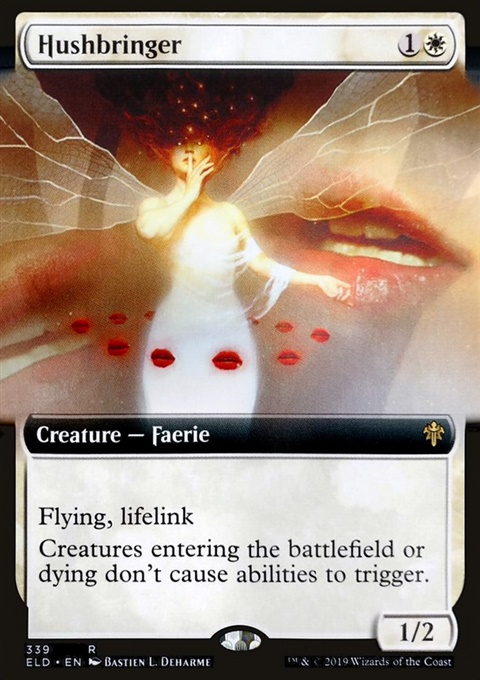 Hushbringer 1
Creature — Faerie
Flying, lifelink
Creatures entering the battlefield or
dying don't cause abilities to trigger.
1/2
339 R
ELD • EN Bastien L. Deharme ™ & © 2019 Wizards of the Coast